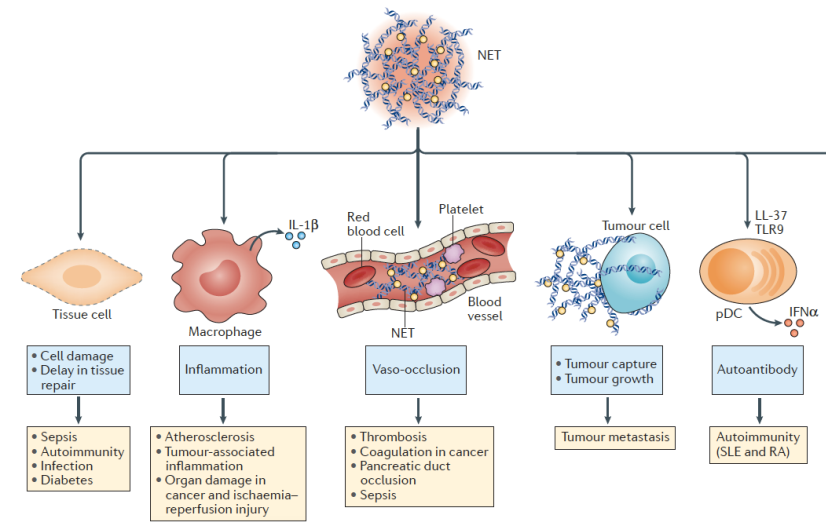 NET
Tissue cell
IL-1β
Macrophage
Red
blood cell
Platelet
NET
Blood
vessel
Tumour cell
LL-37
TLR9
pDC
IFNα
• Cell damage
• Delay in tissue
repair
Inflammation
Vaso-occlusion
• Tumour capture
• Tumour growth
Autoantibody
• Sepsis
• Autoimmunity
• Infection
• Diabetes
• Atherosclerosis
• Tumour-associated
inflammation
• Organ damage in
cancer and ischaemia–
reperfusion injury
• Thrombosis
• Coagulation in cancer
• Pancreatic duct
occlusion
• Sepsis
Tumour metastasis
Autoimmunity
(SLE and RA)